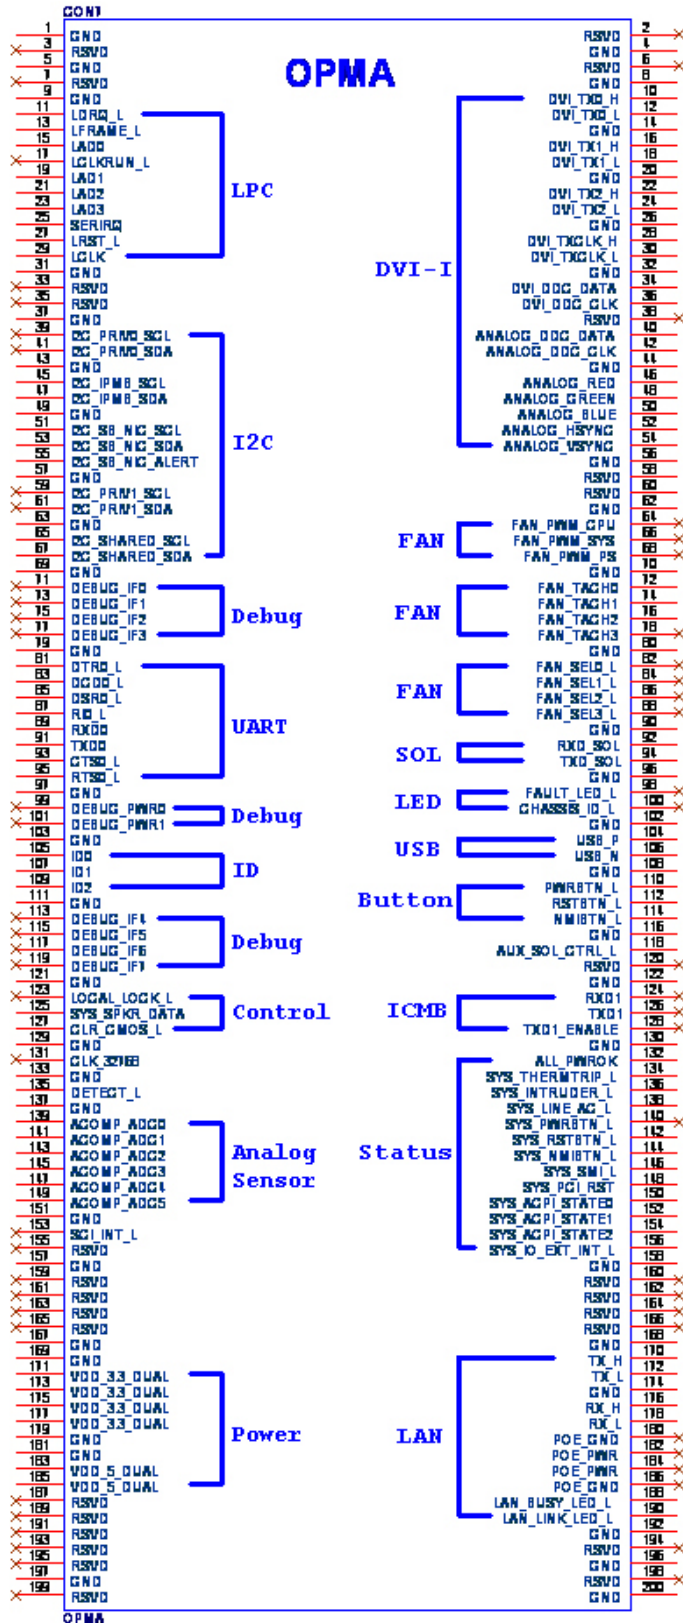 CON1
OPMA
1 GND
3 RSVD
5 GND
7 RSVD
9 GND
11 LDRQ_L
13 LFRAME_L
15 LAD0
17 LCLKRUN_L
19 LAD1
21 LAD2
23 LAD3
25 SERIRQ
27 LRST_L
29 LCLK
LPC
31 GND
33 RSVD
35 RSVD
37 GND
39 I2C_PRIV0_SCL
41 I2C_PRIV0_SDA
43 GND
45 I2C_IPMB_SCL
47 I2C_IPMB_SDA
49 GND
51 I2C_SB_NIC_SCL
53 I2C_SB_NIC_SDA
55 I2C_SB_NIC_ALERT
57 GND
59 I2C_PRIV1_SCL
61 I2C_PRIV1_SDA
63 GND
65 I2C_SHARED_SCL
67 I2C_SHARED_SDA
I2C
69 GND
71 DEBUG_IF0
73 DEBUG_IF1
75 DEBUG_IF2
77 DEBUG_IF3
Debug
79 GND
81 DTR0_L
83 DCD0_L
85 DSR0_L
87 RI0_L
89 RXD0
91 TXD0
93 CTS0_L
95 RTS0_L
UART
97 GND
99 DEBUG_PWR0
101 DEBUG_PWR1
Debug
103 GND
105 ID0
107 ID1
109 ID2
ID
111 GND
113 DEBUG_IF4
115 DEBUG_IF5
117 DEBUG_IF6
119 DEBUG_IF7
Debug
121 GND
123 LOCAL_LOCK_L
125 SYS_SPKR_DATA
127 CLR_CMOS_L
Control
129 GND
131 CLK_32768
133 GND
135 DETECT_L
137 GND
139 ACOMP_ADC0
141 ACOMP_ADC1
143 ACOMP_ADC2
145 ACOMP_ADC3
147 ACOMP_ADC4
149 ACOMP_ADC5
Analog
Sensor
151 GND
153 SCI_INT_L
155 RSVD
157 GND
159 RSVD
161 RSVD
163 RSVD
165 RSVD
167 GND
169 GND
171 VDD_33_DUAL
173 VDD_33_DUAL
175 VDD_33_DUAL
177 VDD_33_DUAL
179 GND
181 GND
183 VDD_5_DUAL
185 VDD_5_DUAL
Power
187 RSVD
189 RSVD
191 RSVD
193 RSVD
195 RSVD
197 GND
199 RSVD
RSVD 2
GND 4
RSVD 6
GND 8
DVI_TX0_H 10
DVI_TX0_L 12
GND 14
DVI_TX1_H 16
DVI_TX1_L 18
GND 20
DVI_TX2_H 22
DVI_TX2_L 24
GND 26
DVI_TXCLK_H 28
DVI_TXCLK_L 30
GND 32
DVI_DDC_DATA 34
DVI_DDC_CLK 36
RSVD 38
ANALOG_DDC_DATA 40
ANALOG_DDC_CLK 42
GND 44
ANALOG_RED 46
ANALOG_GREEN 48
ANALOG_BLUE 50
ANALOG_HSYNC 52
ANALOG_VSYNC 54
DVI-I
GND 56
RSVD 58
RSVD 60
GND 62
FAN_PWM_CPU 64
FAN_PWM_SYS 66
FAN_PWM_PS 68
FAN
GND 70
FAN_TACH0 72
FAN_TACH1 74
FAN_TACH2 76
FAN_TACH3 78
FAN
GND 80
FAN_SEL0_L 82
FAN_SEL1_L 84
FAN_SEL2_L 86
FAN_SEL3_L 88
FAN
GND 90
RXD_SOL 92
TXD_SOL 94
SOL
GND 96
FAULT_LED_L 98
CHASSIS_ID_L 100
LED
GND 102
USB_P 104
USB_N 106
USB
GND 108
PWRBTN_L 110
RSTBTN_L 112
NMIBTN_L 114
Button
GND 116
AUX_SOL_CTRL_L 118
RSVD 120
GND 122
RXD1 124
TXD1 126
TXD1_ENABLE 128
ICMB
GND 130
ALL_PWROK 132
SYS_THERMTRIP_L 134
SYS_INTRUDER_L 136
SYS_LINE_AC_L 138
SYS_PWRBTN_L 140
SYS_RSTBTN_L 142
SYS_NMIBTN_L 144
SYS_SMI_L 146
SYS_PCI_RST 148
SYS_ACPI_STATE0 150
SYS_ACPI_STATE1 152
SYS_ACPI_STATE2 154
SYS_IO_EXT_INT_L 156
Status
GND 158
RSVD 160
RSVD 162
RSVD 164
RSVD 166
GND 168
TX_H 170
TX_L 172
GND 174
RX_H 176
RX_L 178
POE_GND 180
POE_PWR 182
POE_PWR 184
POE_GND 186
LAN_BUSY_LED_L 188
LAN_LINK_LED_L 190
LAN
GND 192
RSVD 194
GND 196
RSVD 198
GND 200
OPMA